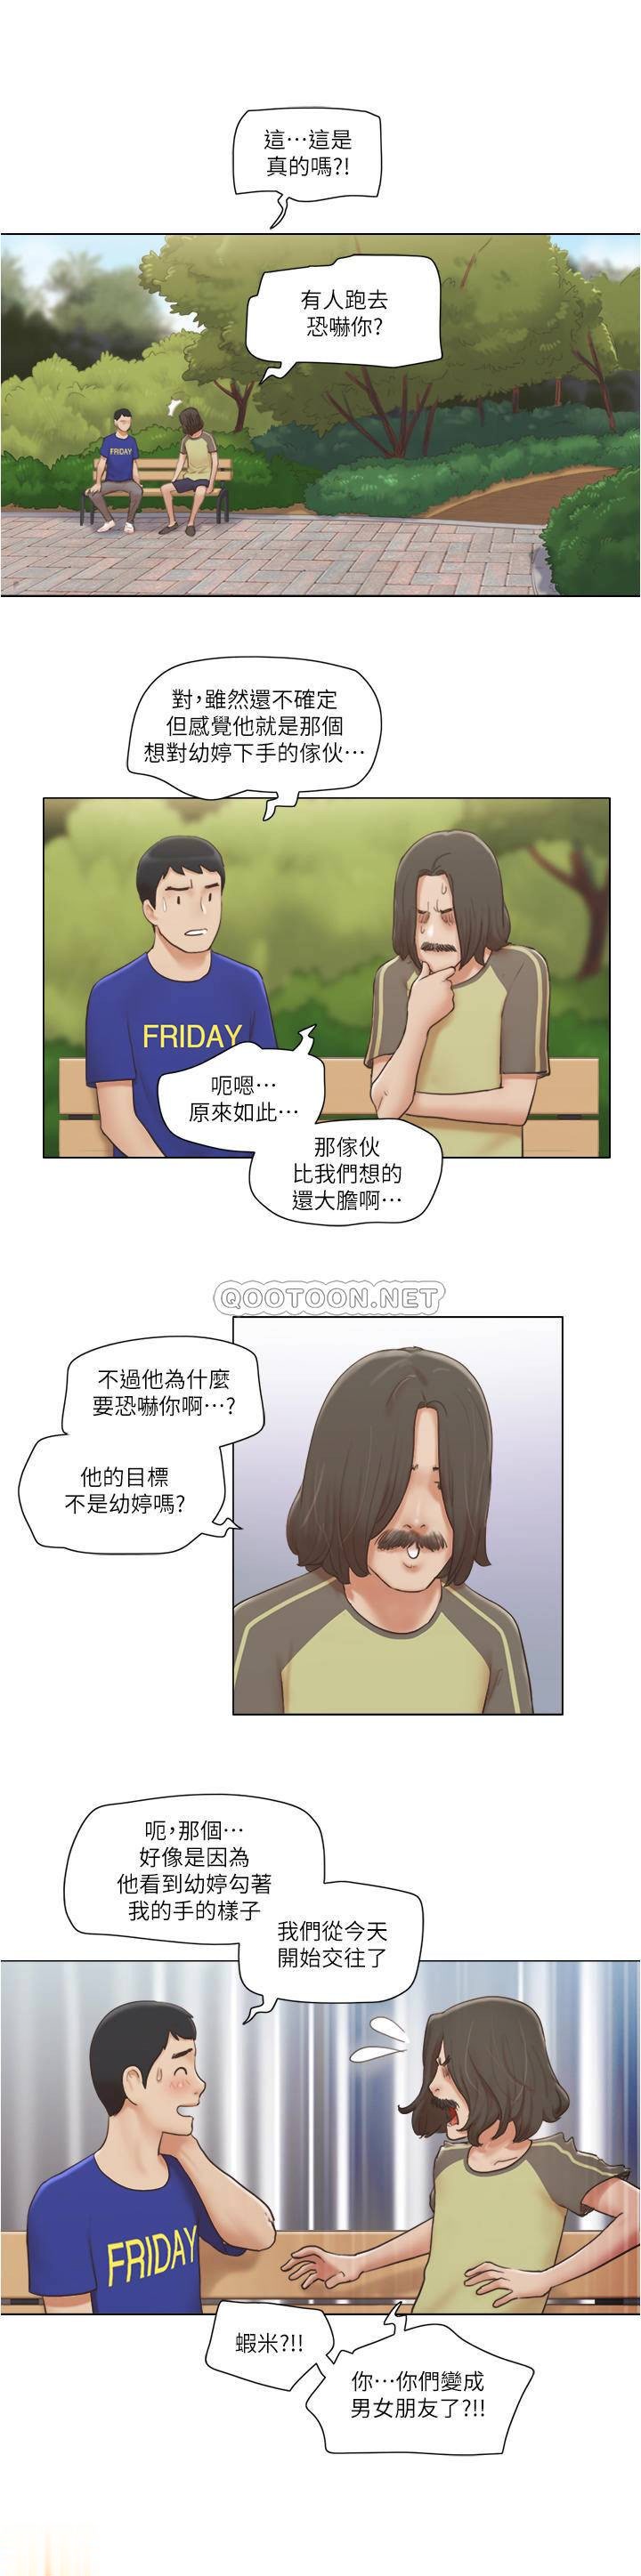 這⋯這是
真的嗎?!
有人跑去
恐嚇你?
FRIDAY
對,雖然還不確定
但感覺他就是那個
想對幼婷下手的傢伙⋯
FRIDAY
呃嗯⋯
原來如此⋯
那傢伙
比我們想的
還大膽啊⋯
QOOTOON.NET
不過他為什麼
要恐嚇你啊⋯?
他的目標
不是幼婷嗎?
呃,那個⋯
好像是因為
他看到幼婷勾著
我的手的樣子
我們從今天
開始交往了
FRIDAY
蝦米?!!
你⋯你們變成
男女朋友了?!!